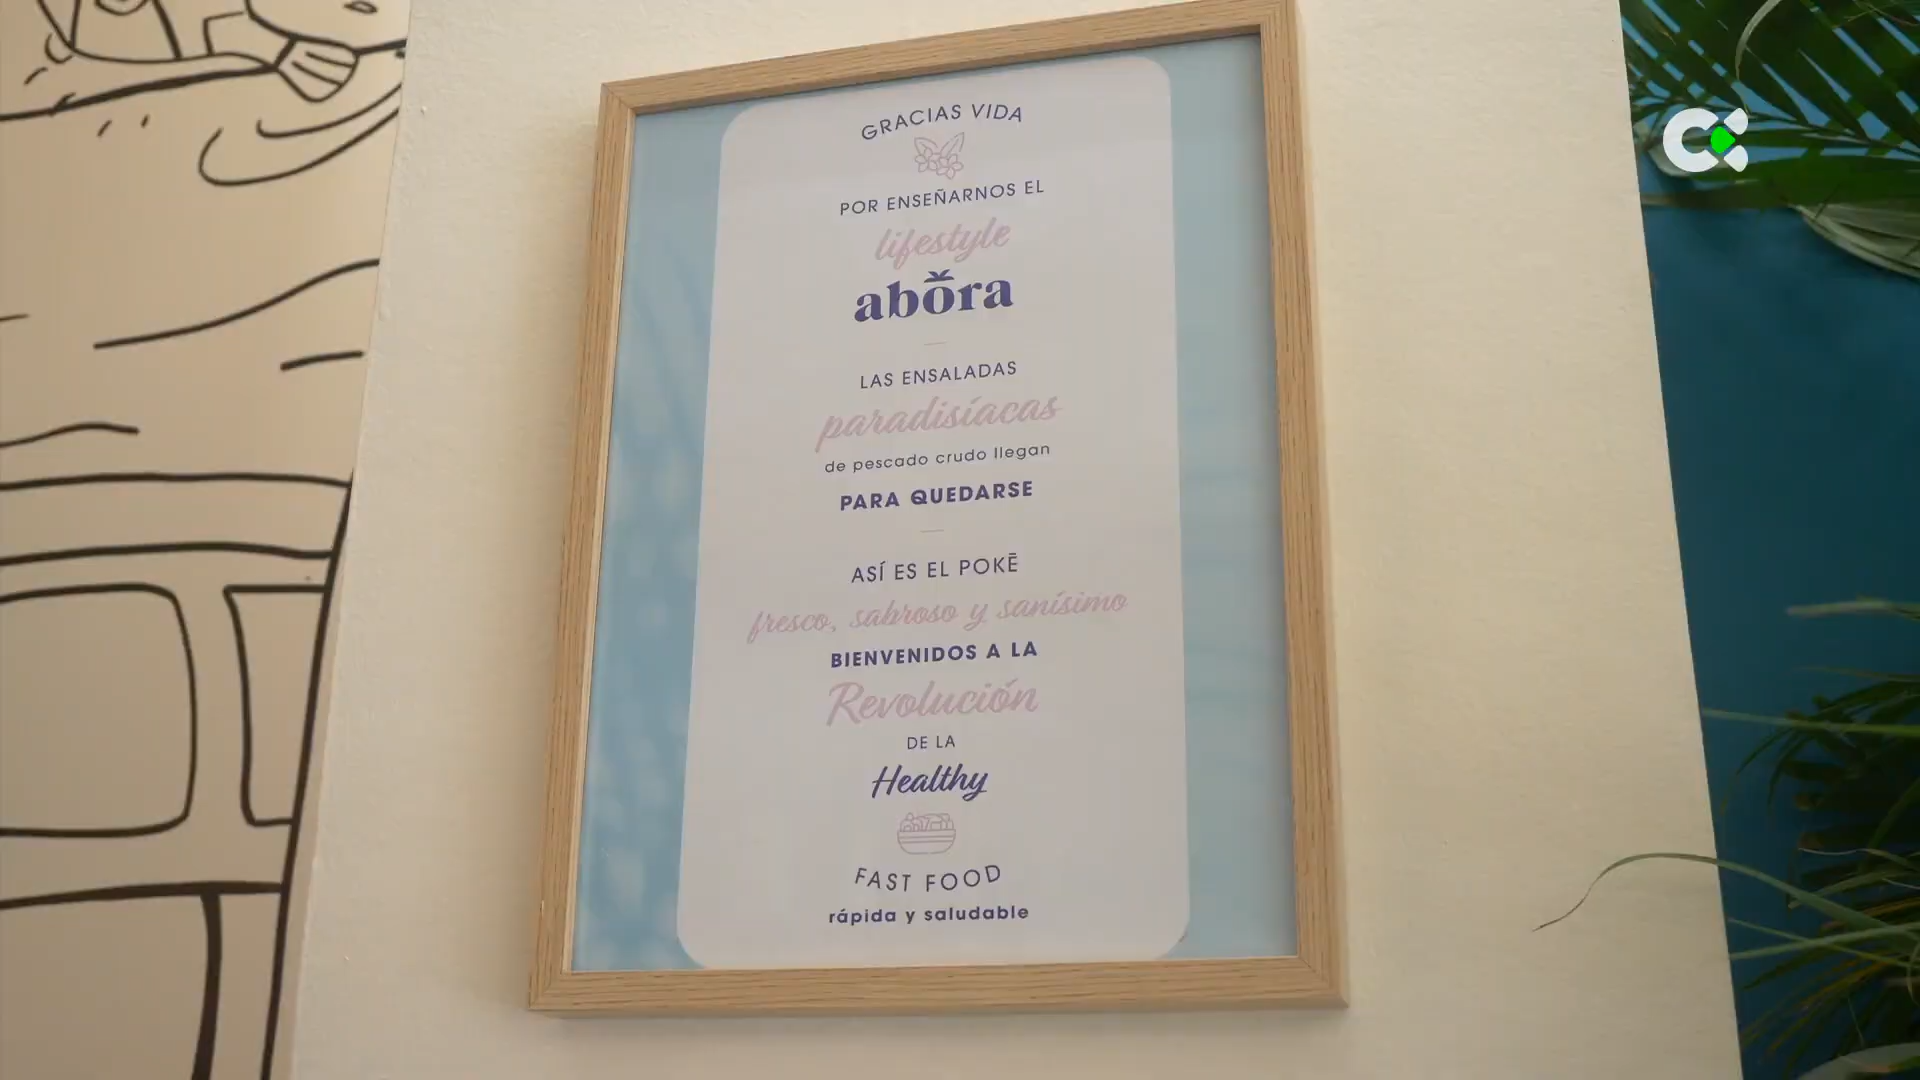 GRACIAS VIDA
POR ENSEÑARNOS EL
lifestyle
abŏra
LAS ENSALADAS
paradisíacas
de pescado crudo llegan
PARA QUEDARSE
ASÍ ES EL POKĒ
fresco, sabroso y sanísimo
BIENVENIDOS A LA
Revolución
DE LA
Healthy
FAST FOOD
rápida y saludable